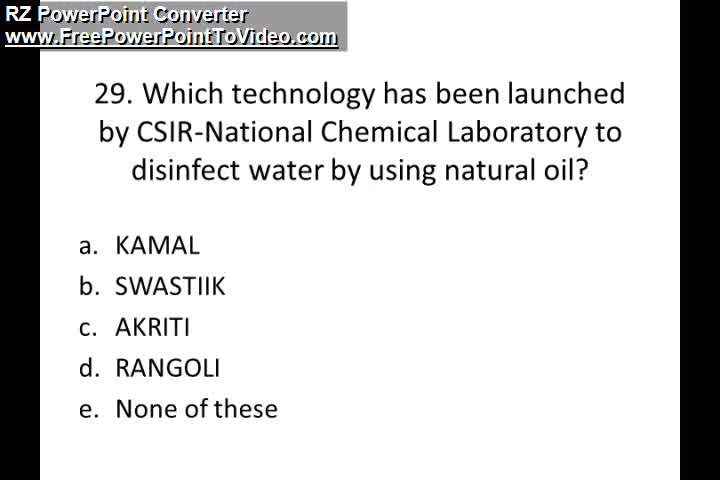 RZ PowerPoint Converter
www.FreePowerPointToVideo.com
29. Which technology has been launched
by CSIR-National Chemical Laboratory to
disinfect water by using natural oil?
a. KAMAL
b. SWASTIIK
c. AKRITI
d. RANGOLI
e. None of these